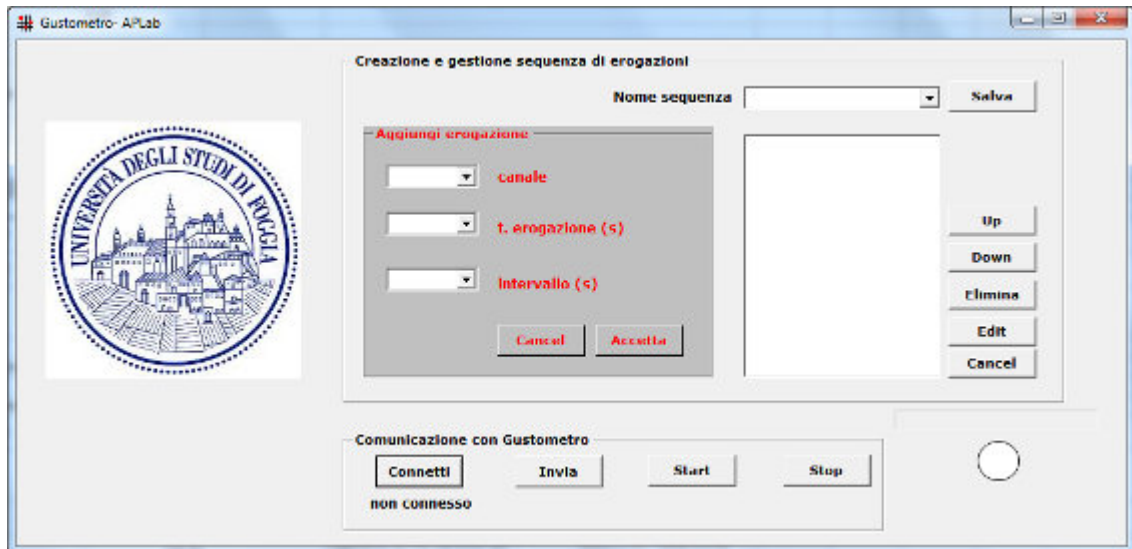 Gustometro- APLab
UNIVERSITÀ DEGLI STUDI DI FOGGIA
Creazione e gestione sequenza di erogazioni
Nome sequenza
Salva
Aggiungi erogazione
canale
t. erogazione (s)
intervallo (s)
Cancel Accetta
Up
Down
Elimina
Edit
Cancel
Comunicazione con Gustometro
Connetti Invia Start Stop
non connesso